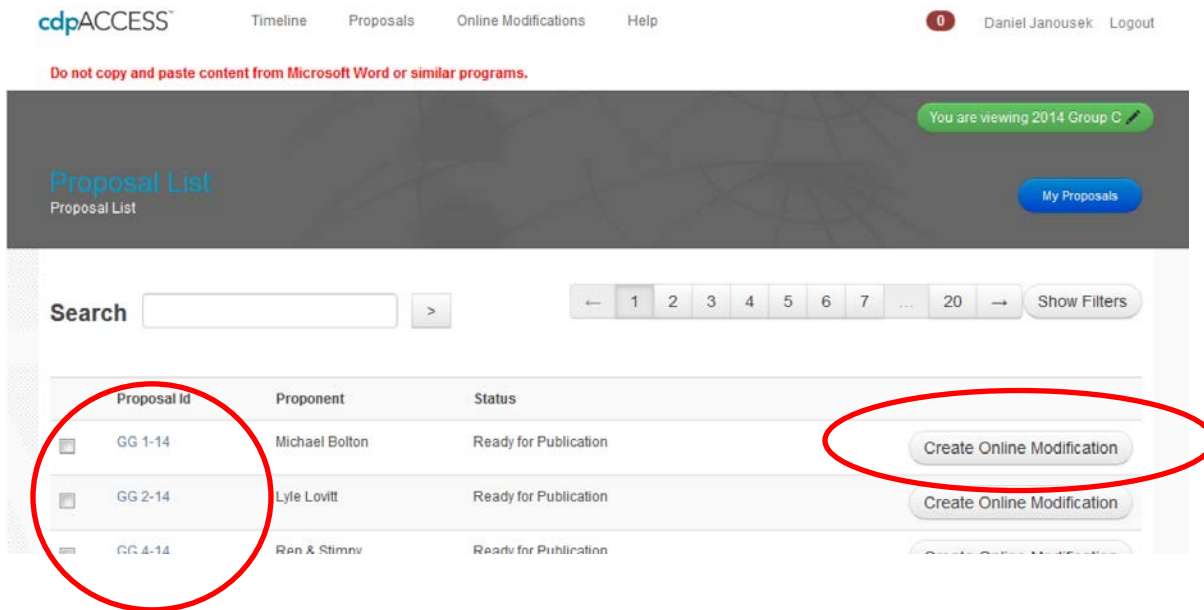 cdpACCESS™ Timeline Proposals Online Modifications Help 0 Daniel Janousek Logout
Do not copy and paste content from Microsoft Word or similar programs.
You are viewing 2014 Group C
Proposal List
Proposal List
My Proposals
Search > ← 1 2 3 4 5 6 7 ... 20 → Show Filters
Proposal Id Proponent Status
GG 1-14 Michael Bolton Ready for Publication Create Online Modification
GG 2-14 Lyle Lovitt Ready for Publication Create Online Modification
GG 4-14 Ren & Stimpy Ready for Publication Create Online Modification